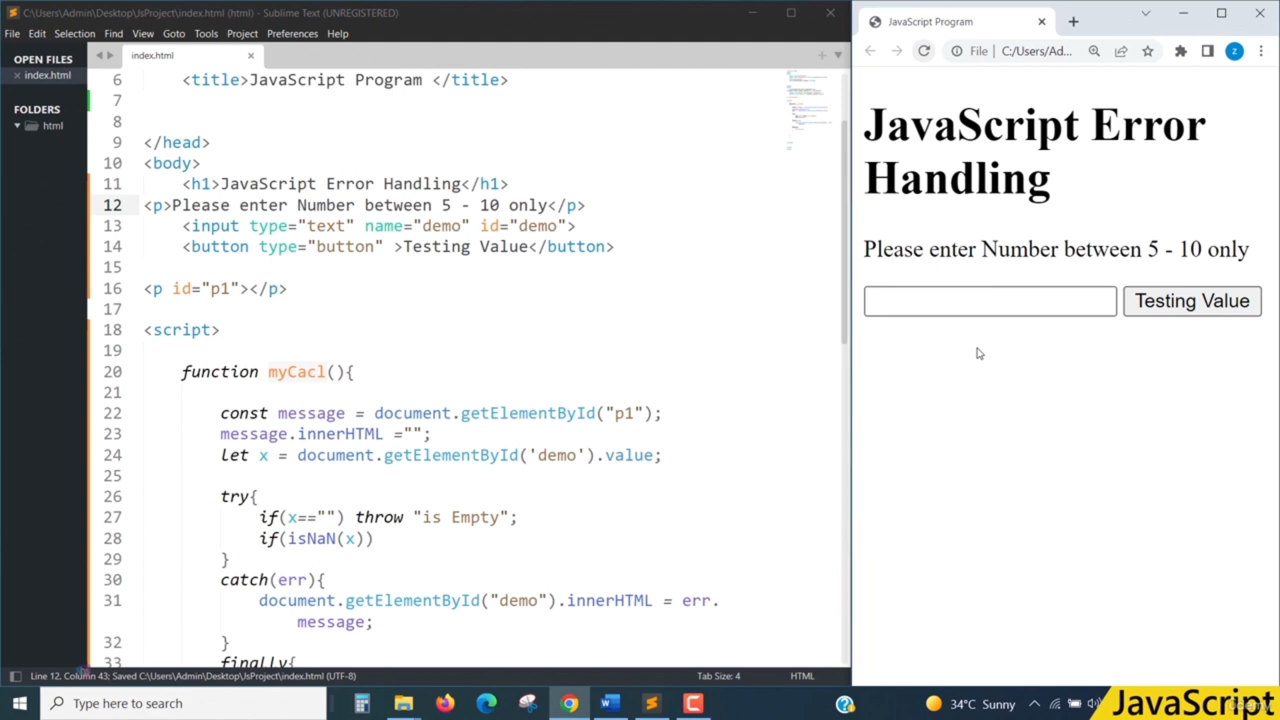 C:\Users\Admin\Desktop\JsProject\index.html (html) - Sublime Text (UNREGISTERED)
File Edit Selection Find View Goto Tools Project Preferences Help
OPEN FILES
index.html
FOLDERS
html
index.html
6 <title>JavaScript Program </title>
7
8
9 </head>
10 <body>
11 <h1>JavaScript Error Handling</h1>
12 <p>Please enter Number between 5 - 10 only</p>
13 <input type="text" name="demo" id="demo">
14 <button type="button" >Testing Value</button>
15
16 <p id="p1"></p>
17
18 <script>
19
20 function myCacl(){
21
22 const message = document.getElementById("p1");
23 message.innerHTML ="";
24 let x = document.getElementById('demo').value;
25
26 try{
27 if(x=="") throw "is Empty";
28 if(isNaN(x))
29 }
30 catch(err){
31 document.getElementById("demo").innerHTML = err.
message;
32 }
33 finally{
Line 12, Column 43; Saved C:\Users\Admin\Desktop\JsProject\index.html (UTF-8)
Tab Size: 4
HTML
JavaScript Program
File
C:/Users/Ad...
Z
JavaScript Error
Handling
Please enter Number between 5 - 10 only
Testing Value
Type here to search
34°C Sunny
JavaScript